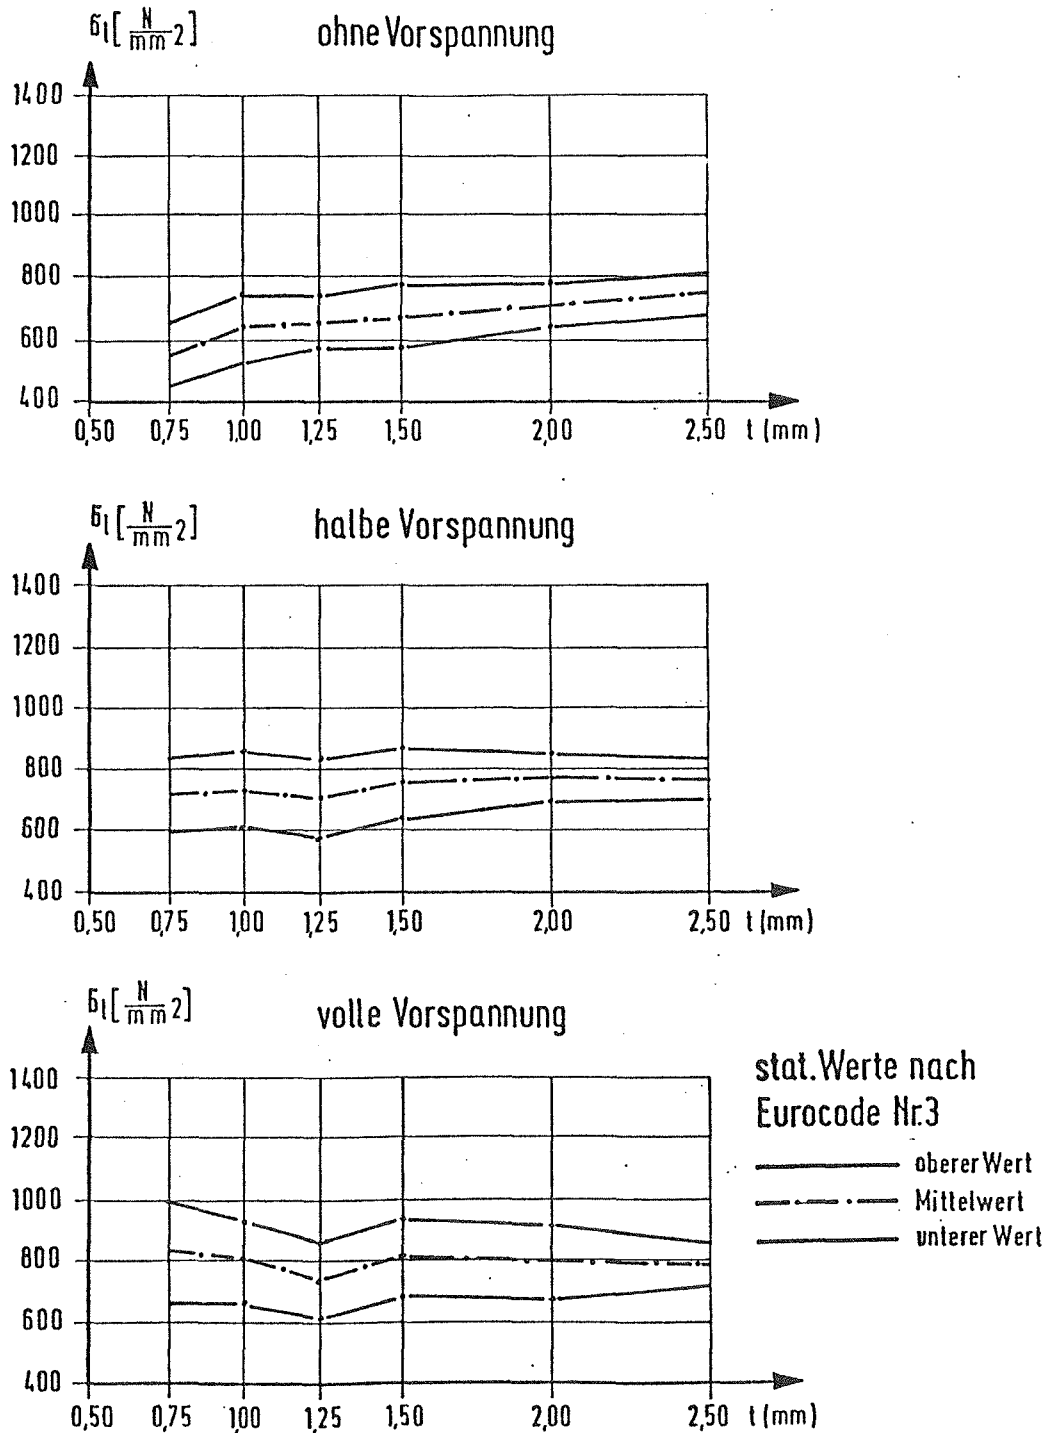 σl[N/mm2] ohne Vorspannung
1400
1200
1000
800
600
400
0,50 0,75 1,00 1,25 1,50 2,00 2,50 t (mm)
σl[N/mm2] halbe Vorspannung
1400
1200
1000
800
600
400
0,50 0,75 1,00 1,25 1,50 2,00 2,50 t (mm)
σl[N/mm2] volle Vorspannung
1400
1200
1000
800
600
400
0,50 0,75 1,00 1,25 1,50 2,00 2,50 t (mm)
stat. Werte nach
Eurocode Nr.3
oberer Wert
Mittelwert
unterer Wert